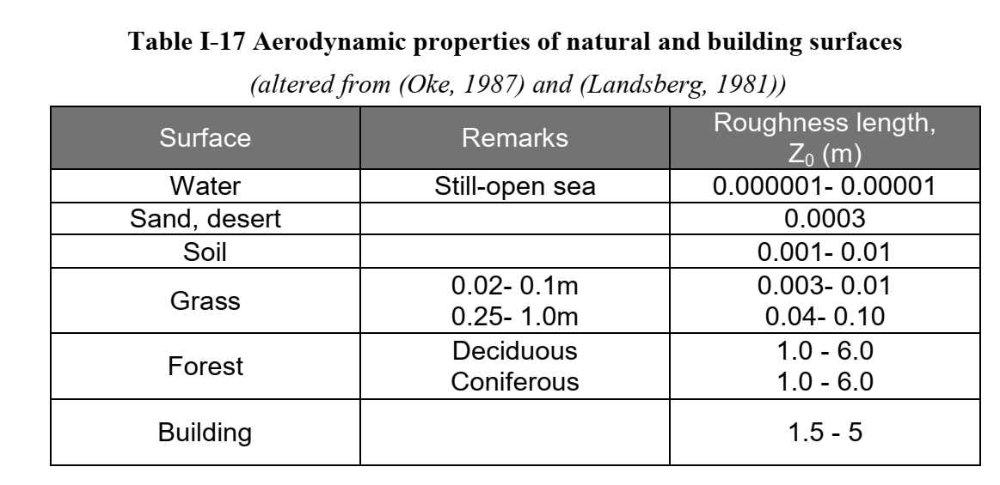 Table I-17 Aerodynamic properties of natural and building surfaces
(altered from (Oke, 1987) and (Landsberg, 1981))
Surface Remarks Roughness length,
Z₀ (m)
Water Still-open sea 0.000001- 0.00001
Sand, desert 0.0003
Soil 0.001- 0.01
Grass 0.02- 0.1m 0.003- 0.01
0.25- 1.0m 0.04- 0.10
Forest Deciduous 1.0 - 6.0
Coniferous 1.0 - 6.0
Building 1.5 - 5